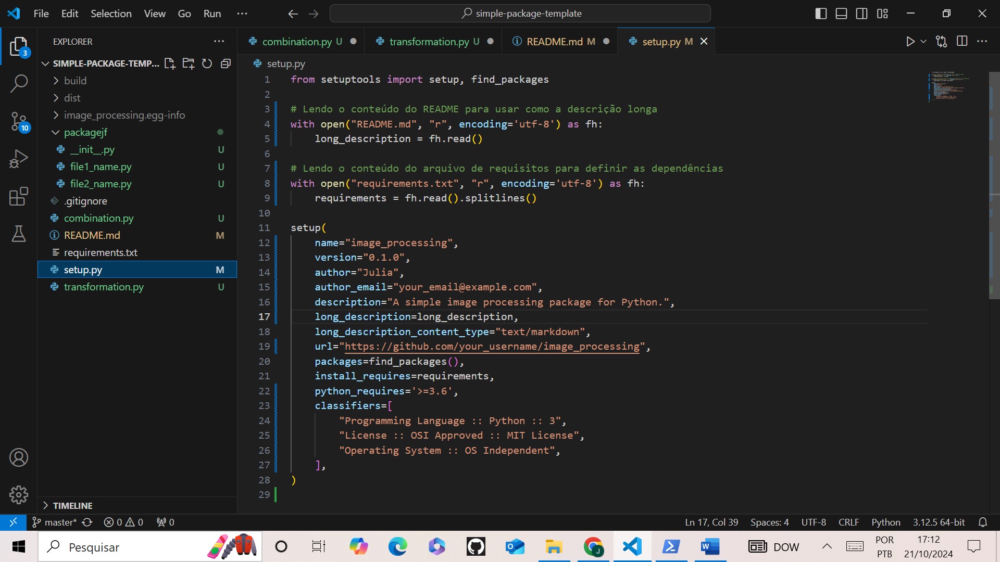 File Edit Selection View Go Run ···
simple-package-template
EXPLORER
SIMPLE-PACKAGE-TEMP...
build
dist
image_processing.egg-info
packagejf
__init__.py U
file1_name.py U
file2_name.py U
.gitignore
combination.py U
README.md M
requirements.txt
setup.py M
transformation.py U
TIMELINE
3
10
combination.py U
transformation.py U
README.md M
setup.py M
setup.py
1 from setuptools import setup, find_packages
2
3 # Lendo o conteúdo do README para usar como a descrição longa
4 with open("README.md", "r", encoding='utf-8') as fh:
5     long_description = fh.read()
6
7 # Lendo o conteúdo do arquivo de requisitos para definir as dependências
8 with open("requirements.txt", "r", encoding='utf-8') as fh:
9     requirements = fh.read().splitlines()
10
11 setup(
12     name="image_processing",
13     version="0.1.0",
14     author="Julia",
15     author_email="your_email@example.com",
16     description="A simple image processing package for Python.",
17     long_description=long_description,
18     long_description_content_type="text/markdown",
19     url="https://github.com/your_username/image_processing",
20     packages=find_packages(),
21     install_requires=requirements,
22     python_requires='>=3.6',
23     classifiers=[
24         "Programming Language :: Python :: 3",
25         "License :: OSI Approved :: MIT License",
26         "Operating System :: OS Independent",
27     ],
28 )
29
master* 0 0 0
Ln 17, Col 39 Spaces: 4 UTF-8 CRLF Python 3.12.5 64-bit
Pesquisar
J
W
DOW
POR
PTB
17:12
21/10/2024